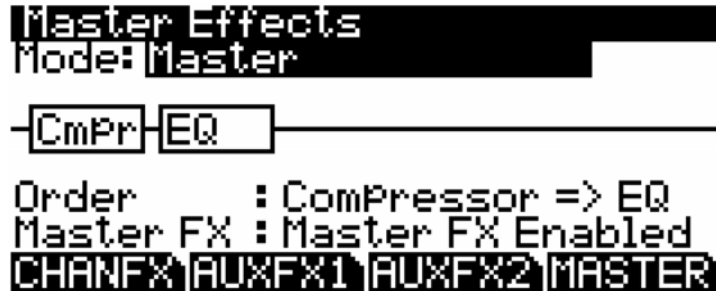 Master Effects
Mode: Master
Cmpr EQ
Order : Compressor => EQ
Master FX : Master FX Enabled
CHANFX AUXFX1 AUXFX2 MASTER